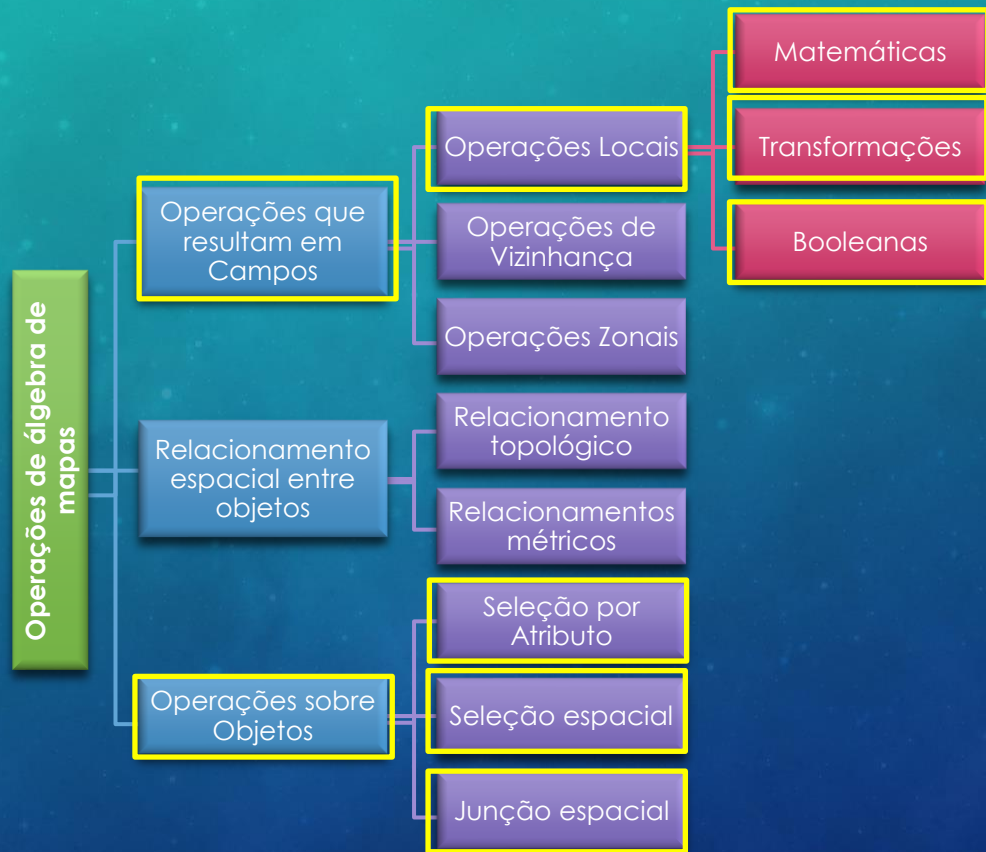 Operações de álgebra de
mapas
Operações que
resultam em
Campos
Operações Locais
Matemáticas
Transformações
Booleanas
Operações de
Vizinhança
Operações Zonais
Relacionamento
espacial entre
objetos
Relacionamento
topológico
Relacionamentos
métricos
Operações sobre
Objetos
Seleção por
Atributo
Seleção espacial
Junção espacial